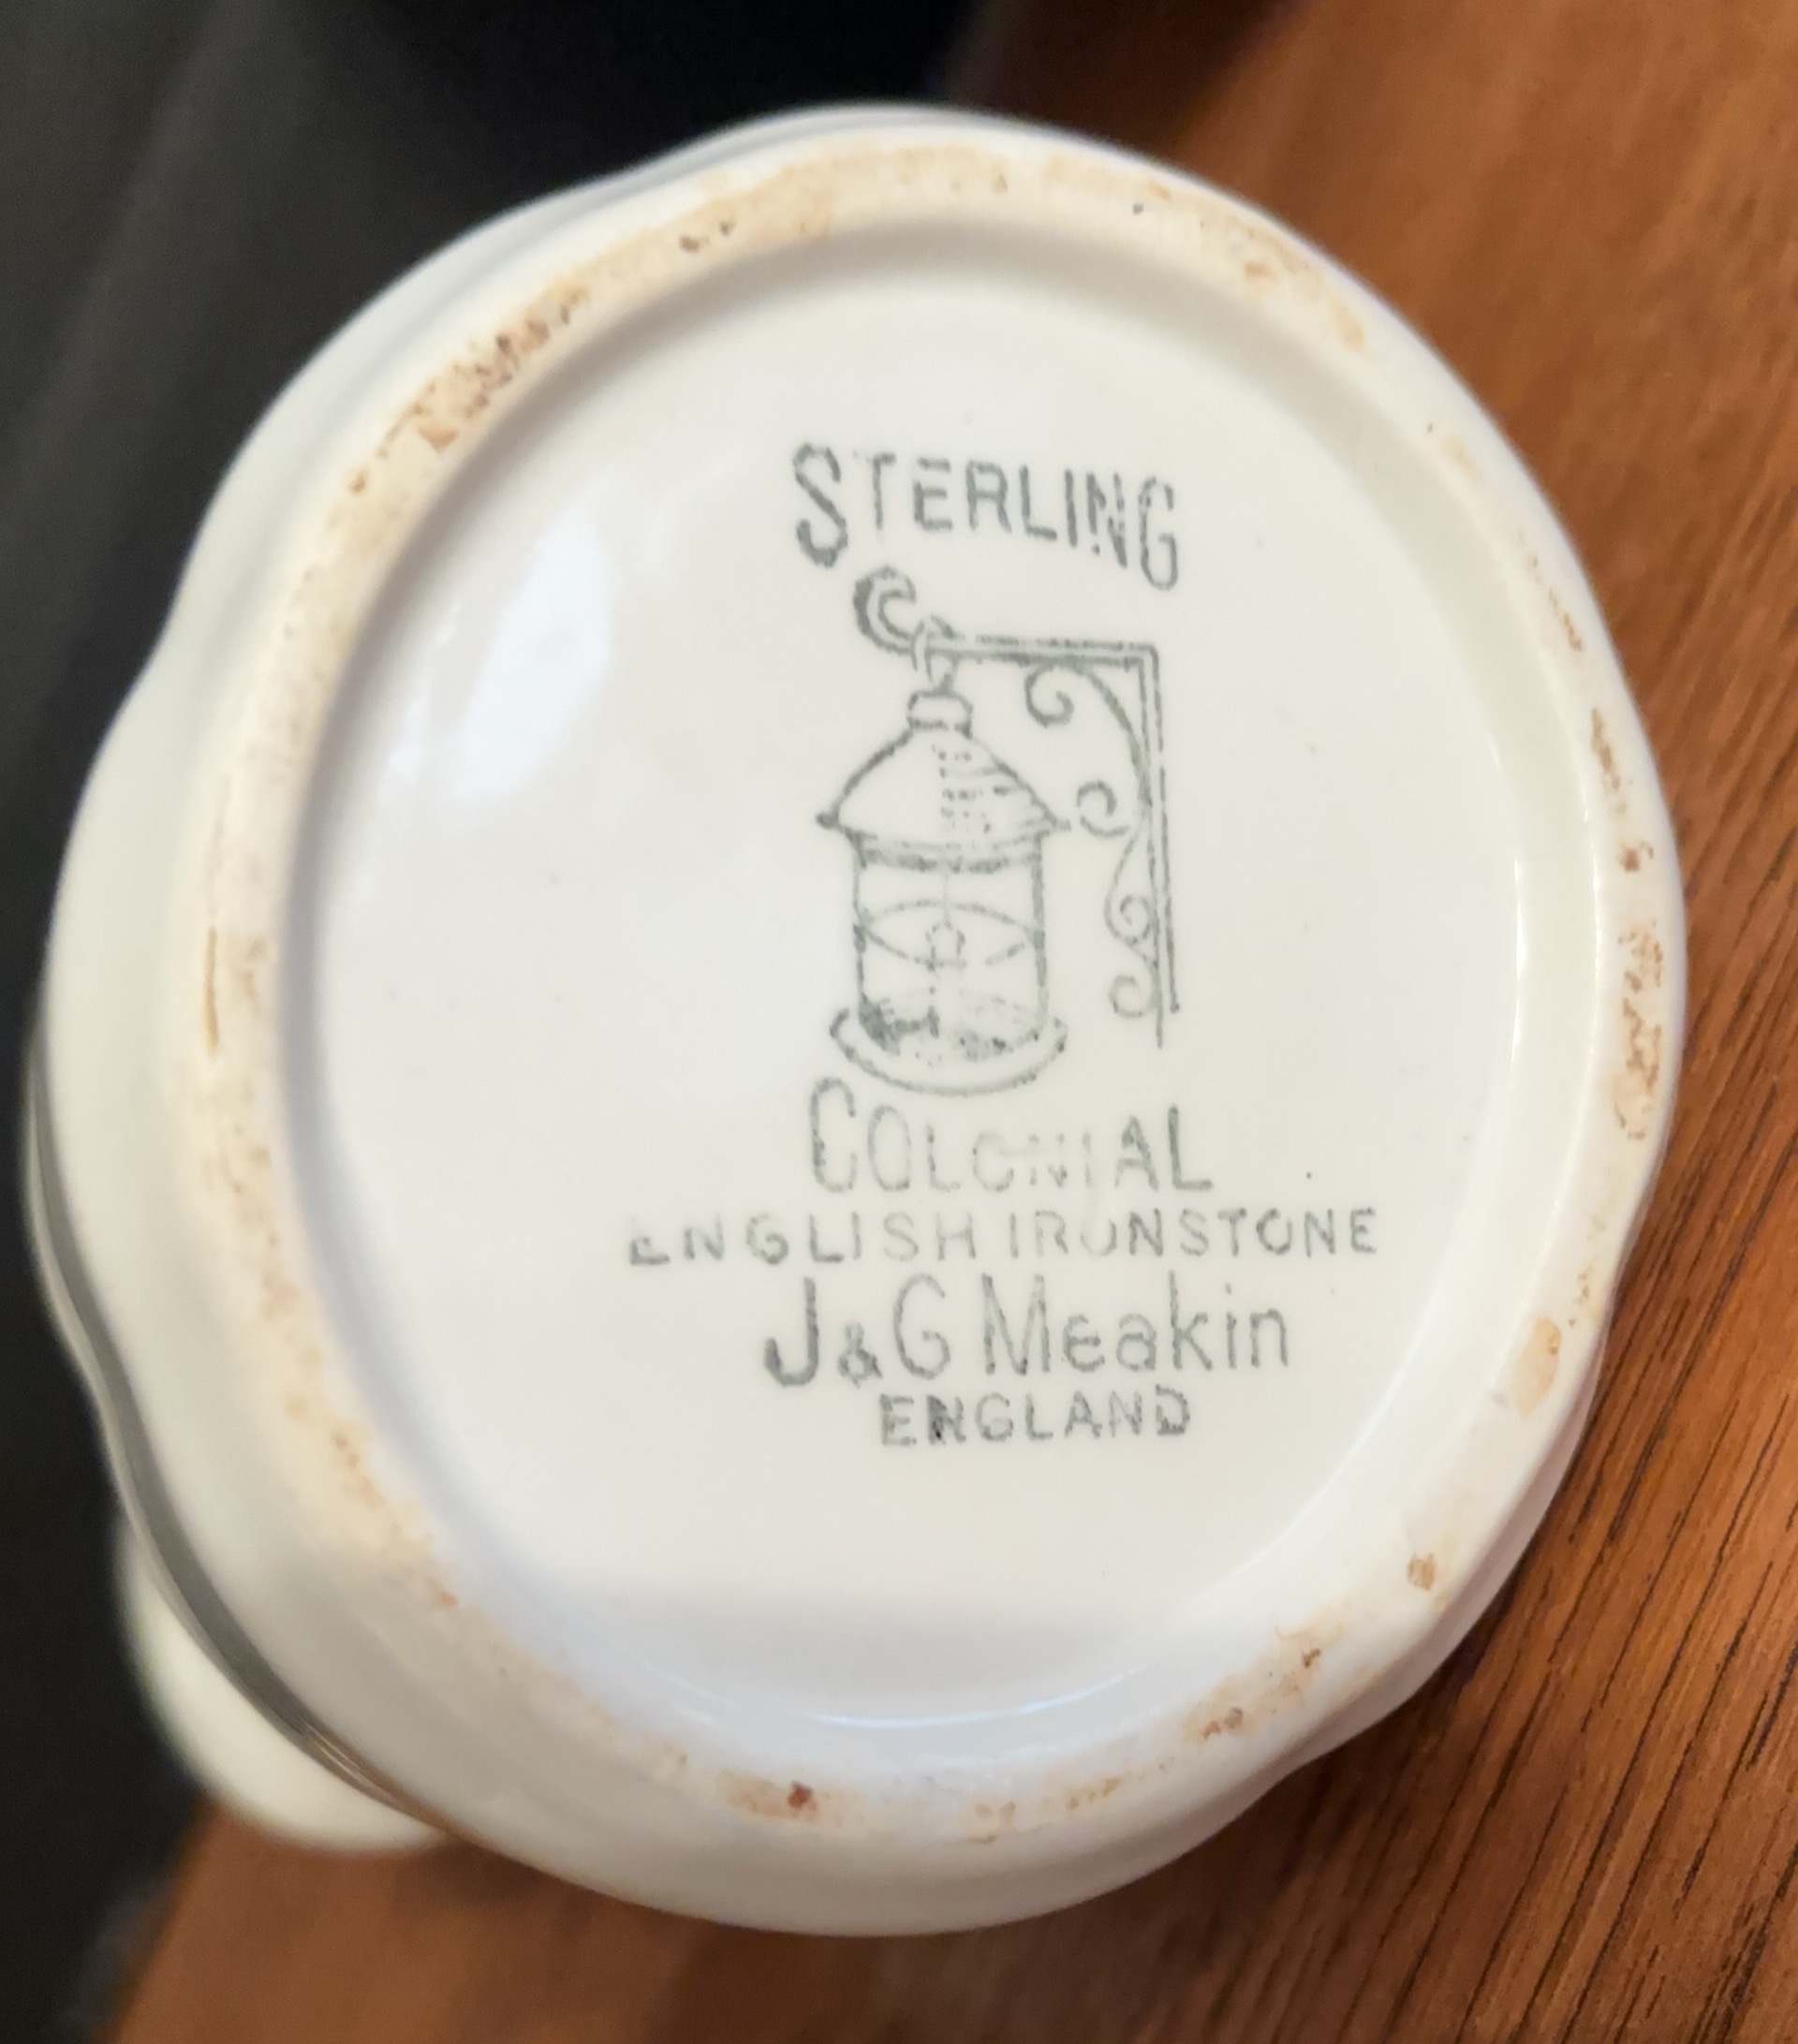 STERLING
COLONIAL
ENGLISH IRONSTONE
J&G Meakin
ENGLAND